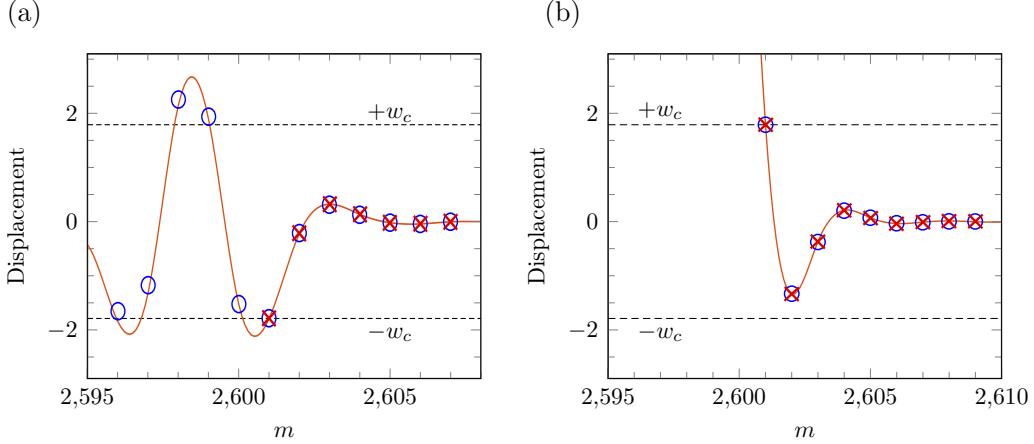 (a)
Displacement
2
0
−2
+w_c
−w_c
2,595
2,600
2,605
m
(b)
Displacement
2
0
−2
+w_c
−w_c
2,595
2,600
2,605
2,610
m